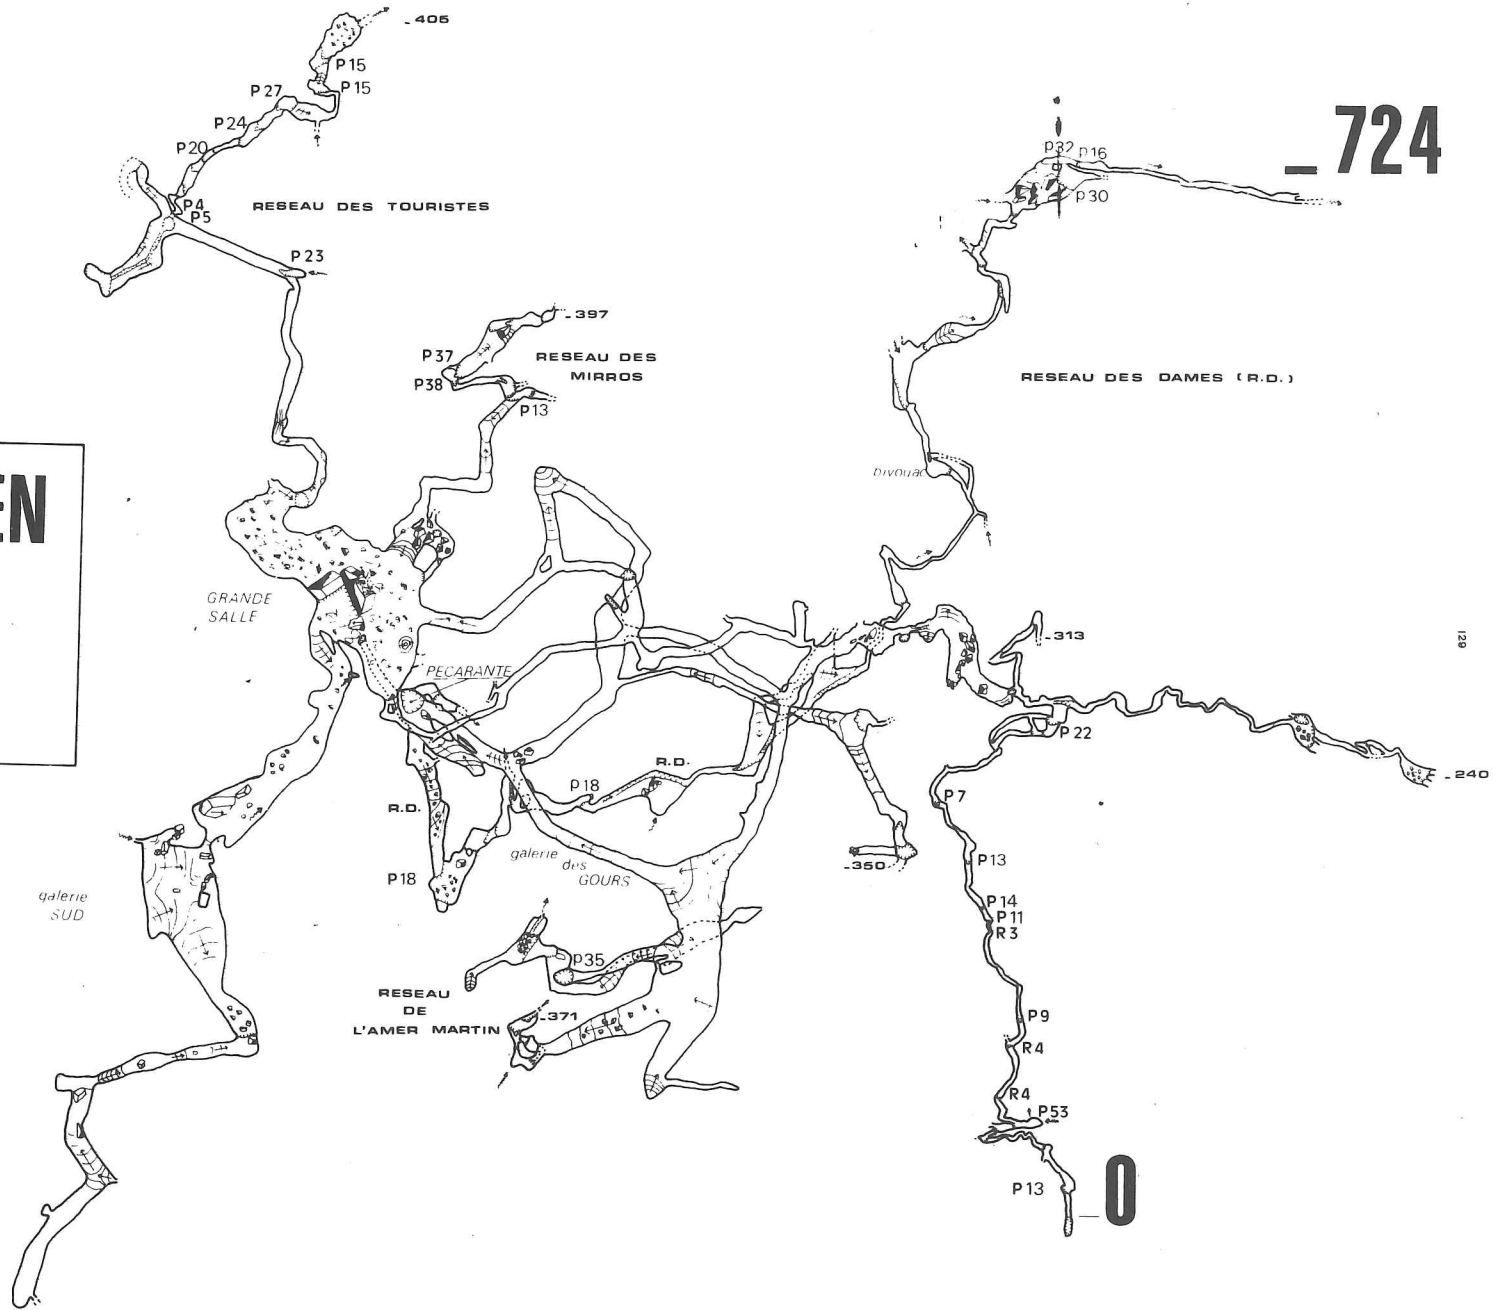 -405
P15
P15
P27
P24
P20
P4
P5
RESEAU DES TOURISTES
P23
-724
P32 P16
P30
-397
P37
P38
RESEAU DES
MIRROS
P13
RESEAU DES DAMES (R.D.)
bivouac
EN
GRANDE
SALLE
PECARANTE
-313
129
P22
-240
R.D.
P18
R.D.
P7
galerie
des
GOURS
P18
-350
P13
galerie
SUD
P14
P11
R3
P35
RESEAU
DE
L'AMER MARTIN
-371
P9
R4
R4
P53
P13
_0